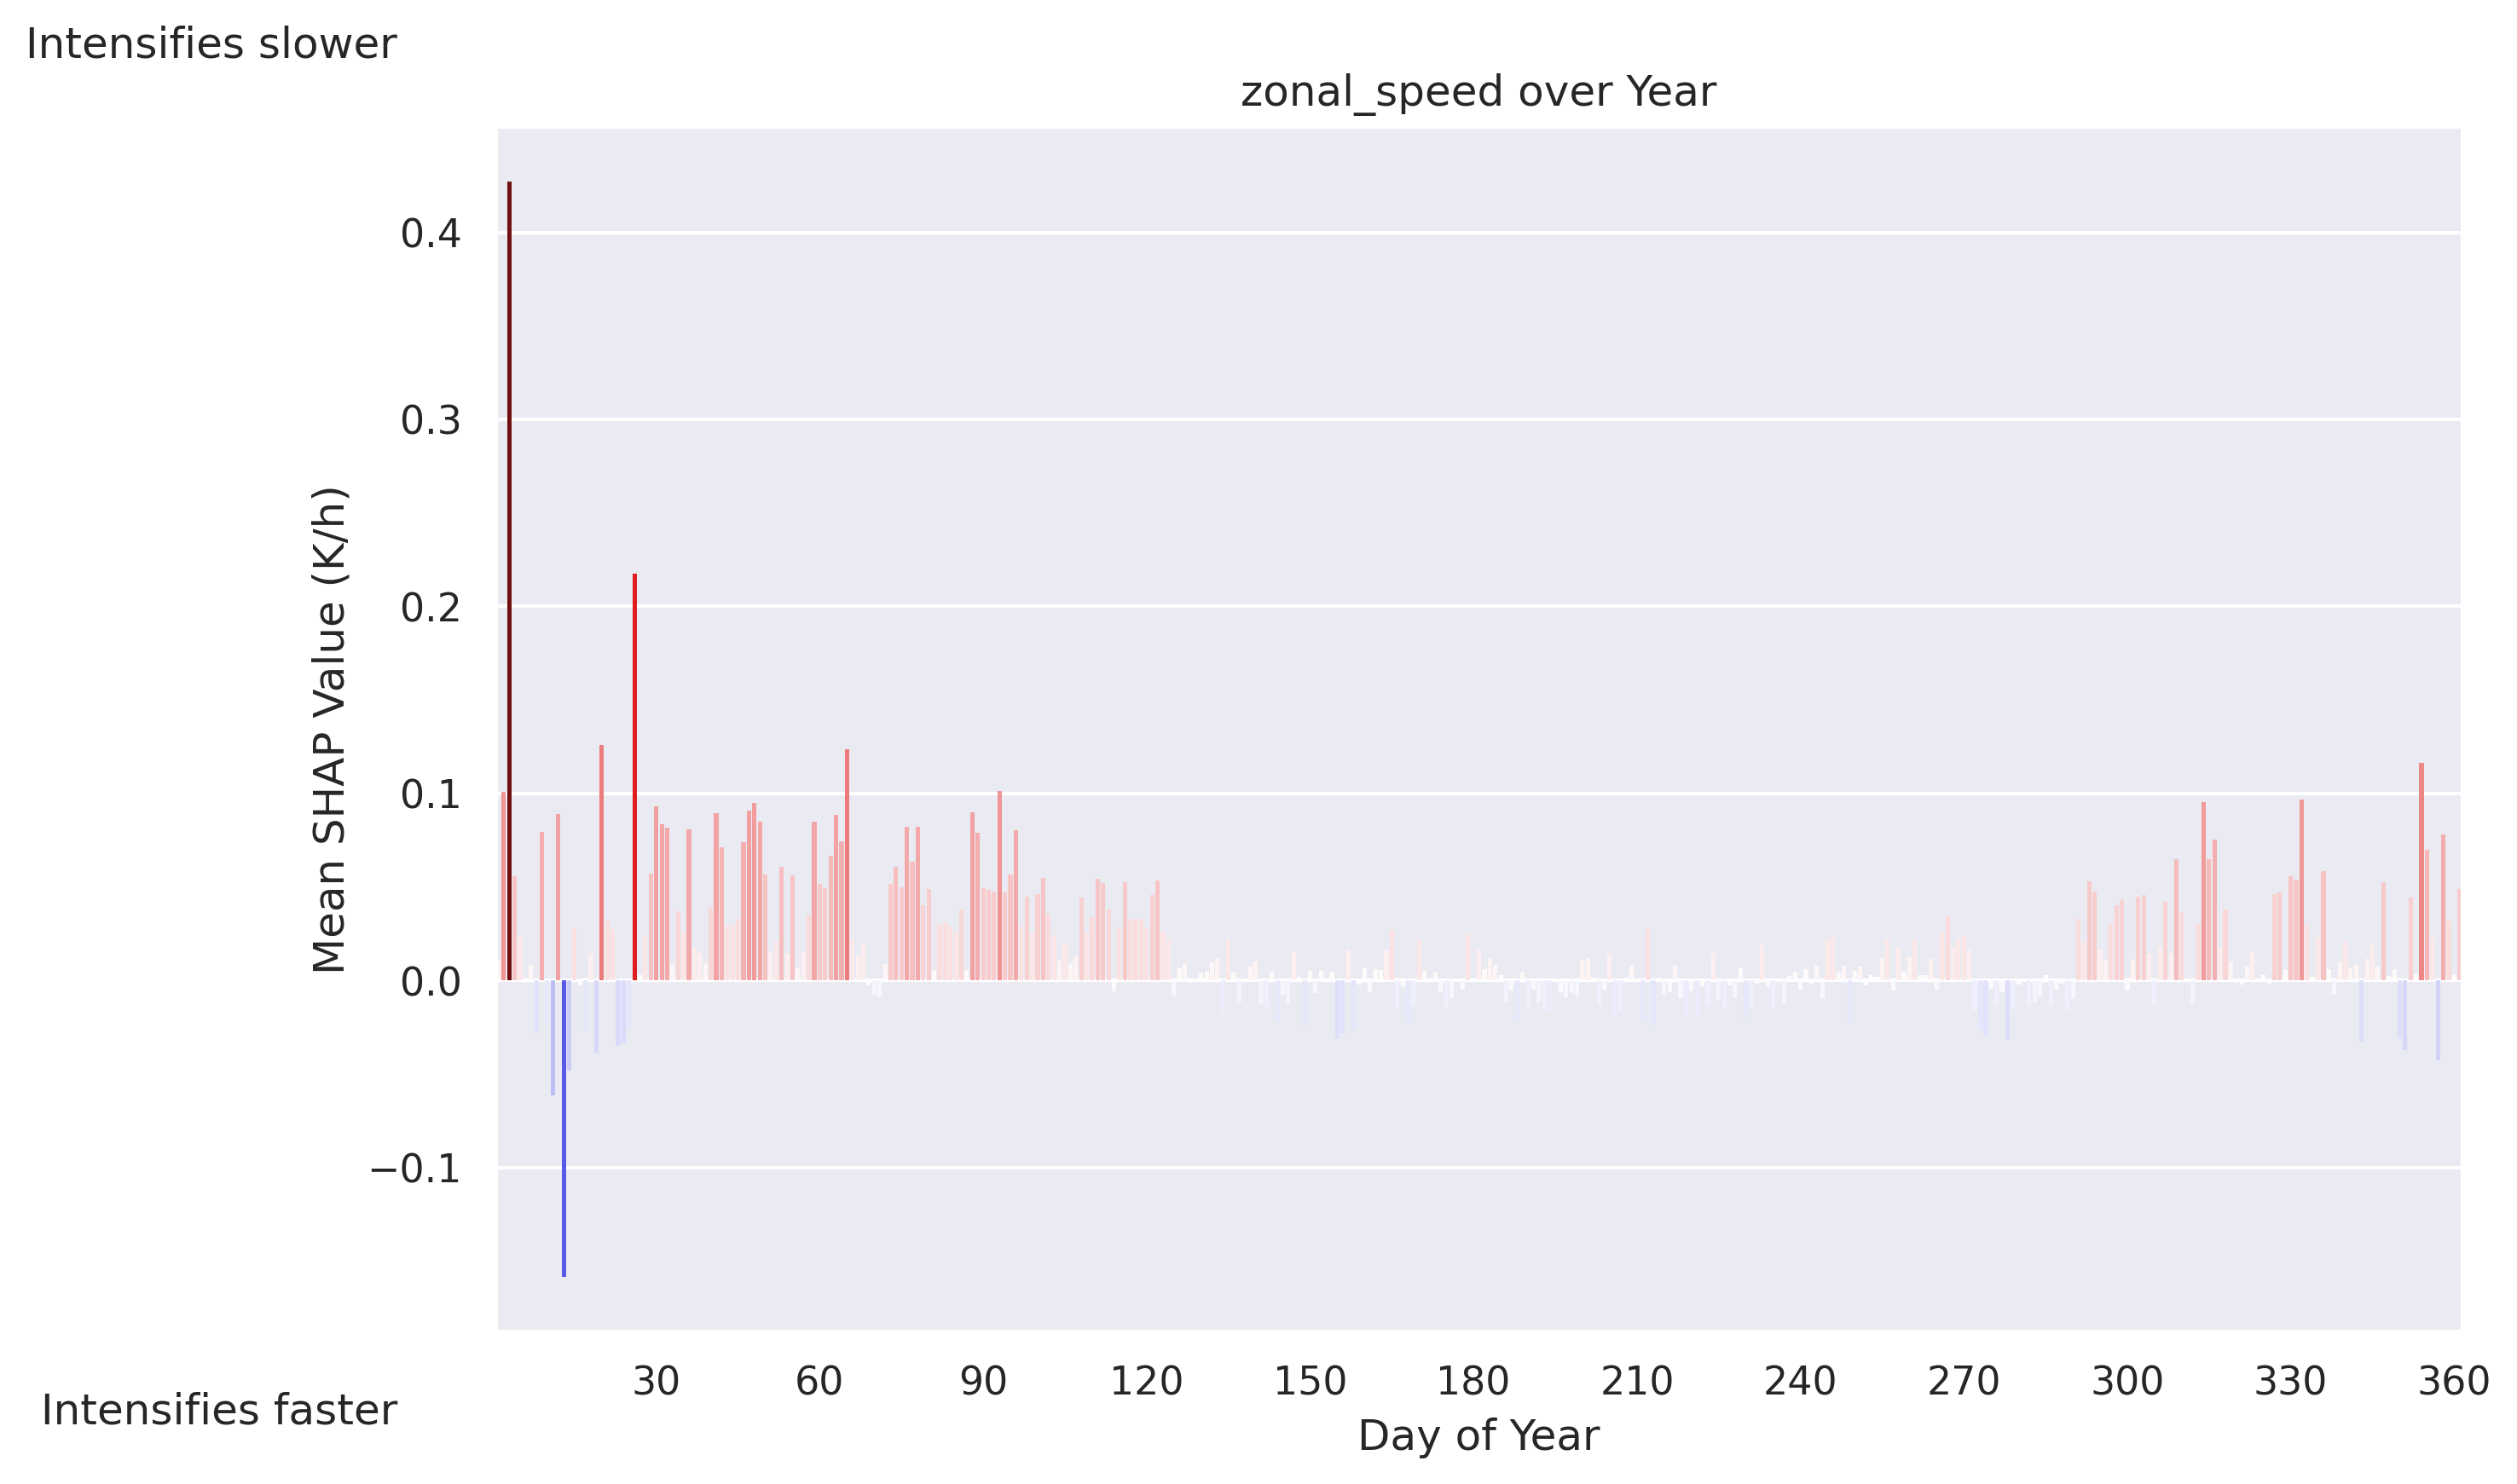 Intensifies slower
zonal_speed over Year
Mean SHAP Value (K/h)
0.4
0.3
0.2
0.1
0.0
−0.1
30 60 90 120 150 180 210 240 270 300 330 360
Intensifies faster
Day of Year